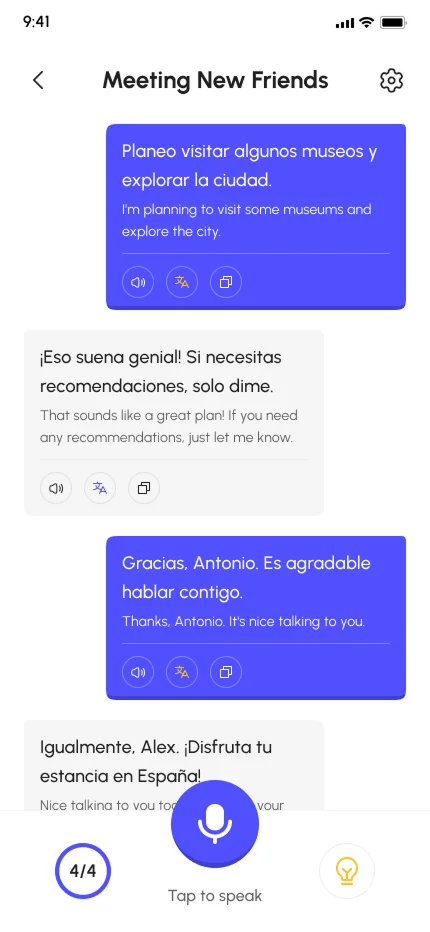 9:41
Meeting New Friends
Planeo visitar algunos museos y
explorar la ciudad.
I'm planning to visit some museums and
explore the city.
¡Eso suena genial! Si necesitas
recomendaciones, solo dime.
That sounds like a great plan! If you need
any recommendations, just let me know.
Gracias, Antonio. Es agradable
hablar contigo.
Thanks, Antonio. It's nice talking to you.
Igualmente, Alex. ¡Disfruta tu
estancia en España!
Nice talking to you your
4/4
Tap to speak